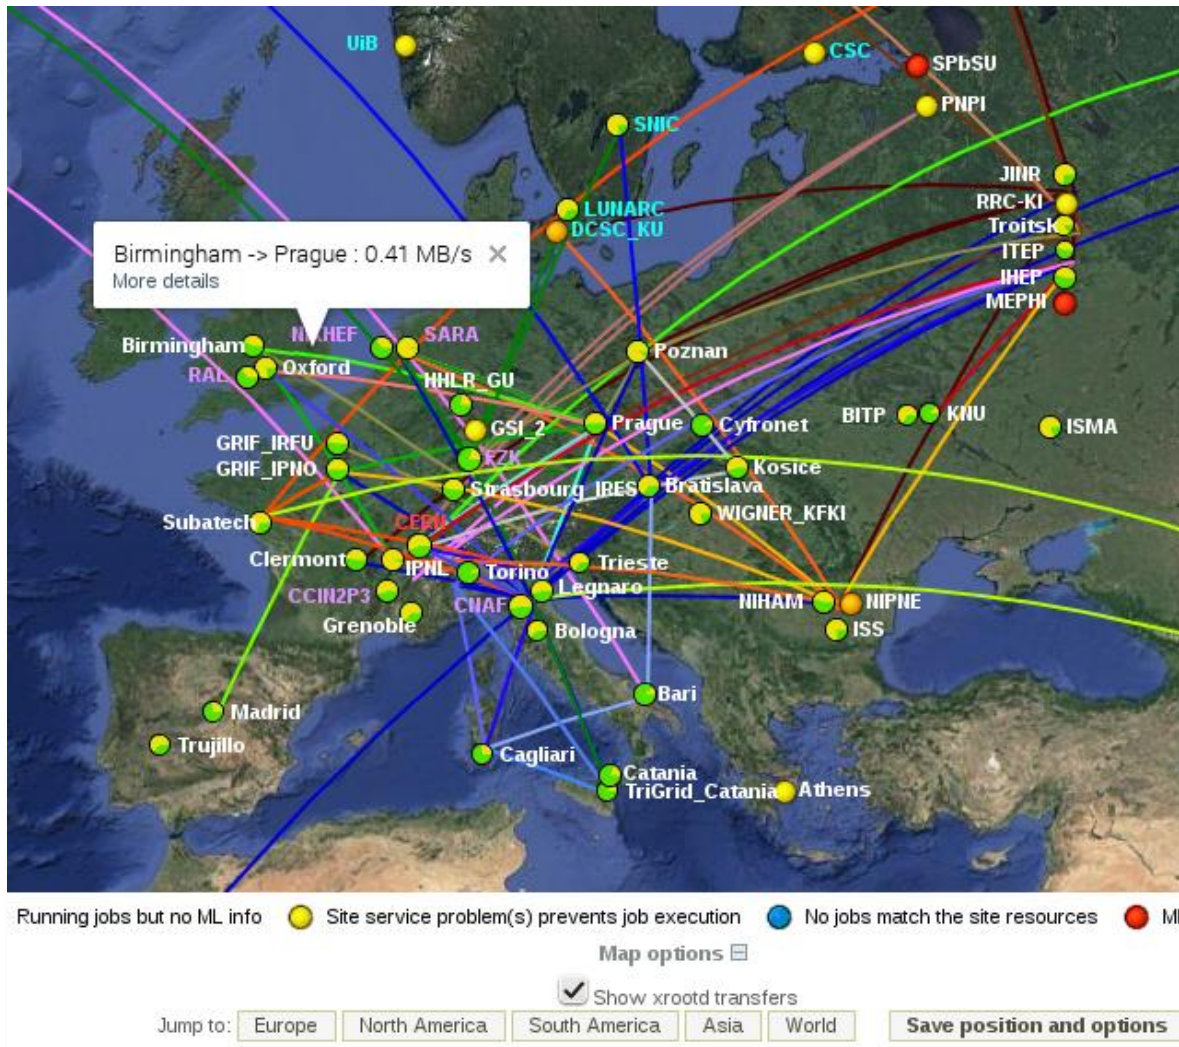 UiB
CSC
SPbSU
PNPI
SNIC
JINR
RRC-KI
LUNARC
Troitsk
DCSC_KU
ITEP
Birmingham -> Prague : 0.41 MB/s ×
More details
IHEP
MEPHI
NIKHEF
SARA
Birmingham
Poznan
RAL
Oxford
HHLR_GU
BITP
KNU
Prague
Cyfronet
ISMA
GSI_2
GRIF_IRFU
FZK
GRIF_IPNO
Kosice
Strasbourg_IRES
Bratislava
WIGNER_KFKI
Subatech
CERN
Clermont
IPNL
Torino
Trieste
Legnaro
CCIN2P3
CNAF
NIHAM
NIPNE
Grenoble
Bologna
ISS
Bari
Madrid
Trujillo
Cagliari
Catania
TriGrid_Catania
Athens
Running jobs but no ML info
Site service problem(s) prevents job execution
No jobs match the site resources
Map options
Show xrootd transfers
Jump to: Europe North America South America Asia World Save position and options